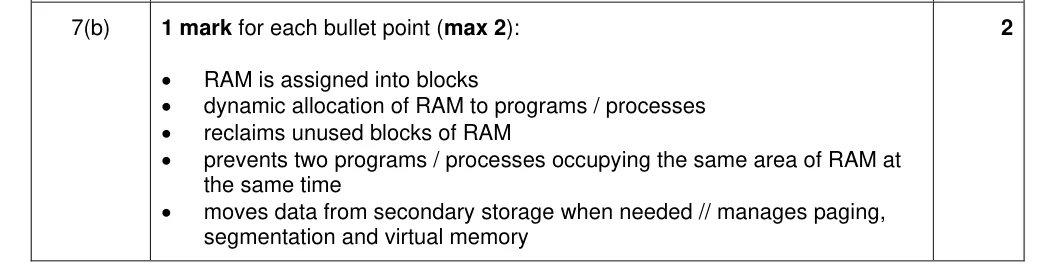 7(b) 1 mark for each bullet point (max 2): 2
• RAM is assigned into blocks
• dynamic allocation of RAM to programs / processes
• reclaims unused blocks of RAM
• prevents two programs / processes occupying the same area of RAM at
the same time
• moves data from secondary storage when needed // manages paging,
segmentation and virtual memory